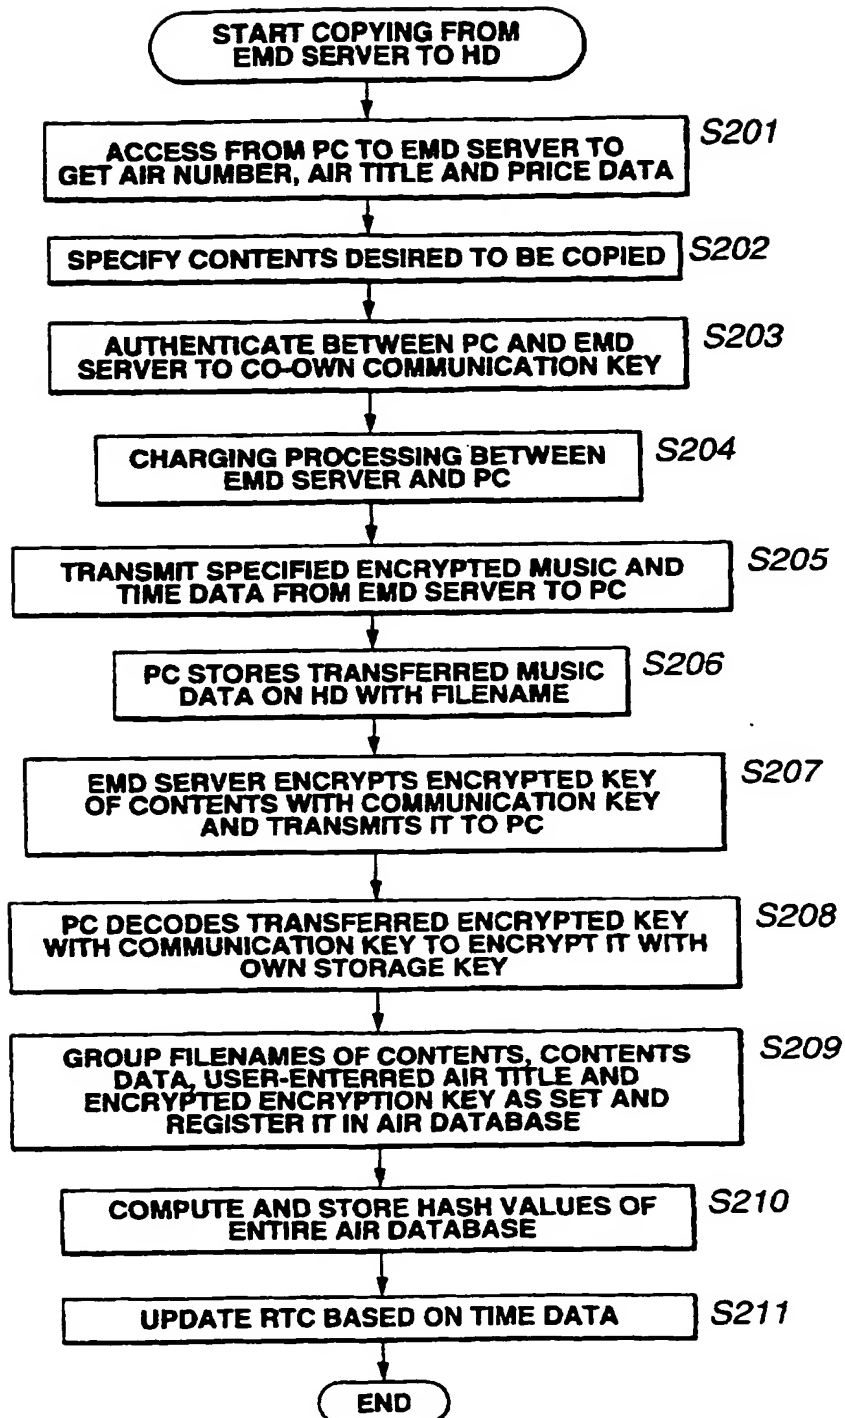 START COPYING FROM
EMD SERVER TO HD
S201
ACCESS FROM PC TO EMD SERVER TO
GET AIR NUMBER, AIR TITLE AND PRICE DATA
S202
SPECIFY CONTENTS DESIRED TO BE COPIED
S203
AUTHENTICATE BETWEEN PC AND EMD
SERVER TO CO-OWN COMMUNICATION KEY
S204
CHARGING PROCESSING BETWEEN
EMD SERVER AND PC
S205
TRANSMIT SPECIFIED ENCRYPTED MUSIC AND
TIME DATA FROM EMD SERVER TO PC
S206
PC STORES TRANSFERRED MUSIC
DATA ON HD WITH FILENAME
S207
EMD SERVER ENCRYPTS ENCRYPTED KEY
OF CONTENTS WITH COMMUNICATION KEY
AND TRANSMITS IT TO PC
S208
PC DECODES TRANSFERRED ENCRYPTED KEY
WITH COMMUNICATION KEY TO ENCRYPT IT WITH
OWN STORAGE KEY
S209
GROUP FILENAMES OF CONTENTS, CONTENTS
DATA, USER-ENTERRED AIR TITLE AND
ENCRYPTED ENCRYPTION KEY AS SET AND
REGISTER IT IN AIR DATABASE
S210
COMPUTE AND STORE HASH VALUES OF
ENTIRE AIR DATABASE
S211
UPDATE RTC BASED ON TIME DATA
END